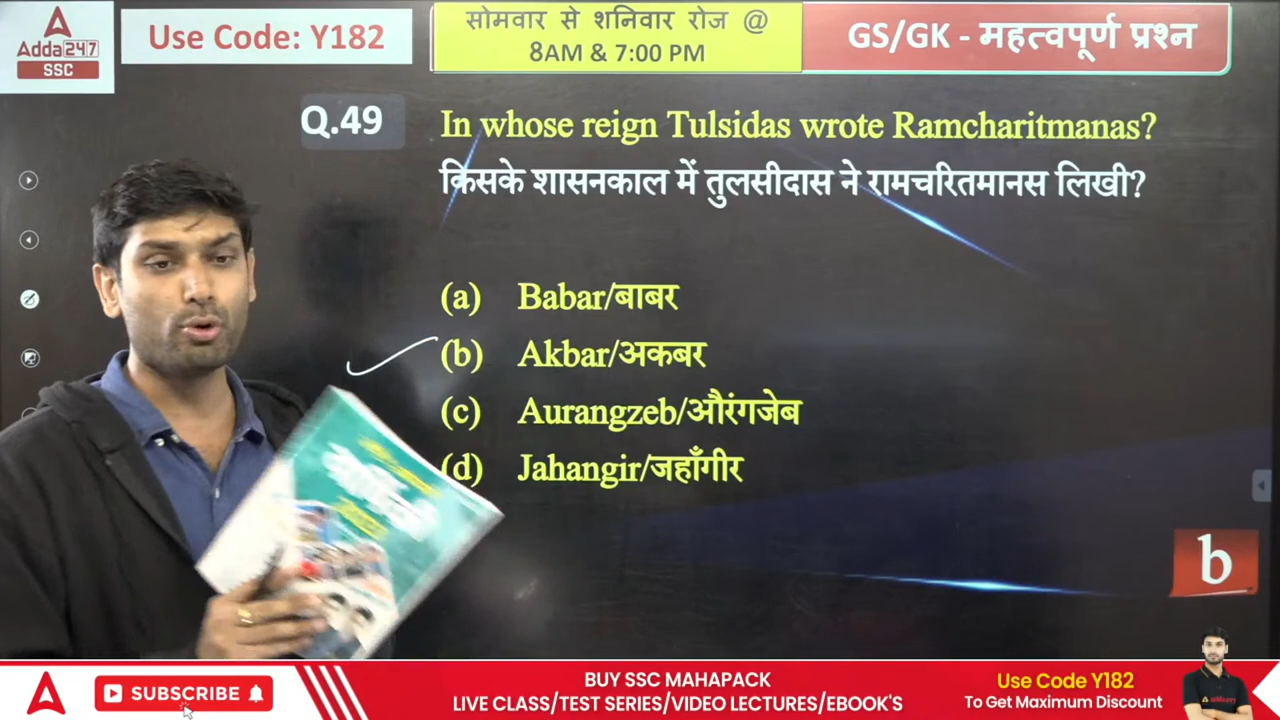 Adda247
SSC
Use Code: Y182
सोमवार से शनिवार रोज @
8AM & 7:00 PM
GS/GK - महत्वपूर्ण प्रश्न
Q.49
In whose reign Tulsidas wrote Ramcharitmanas?
किसके शासनकाल में तुलसीदास ने रामचरितमानस लिखी?
(a) Babar/बाबर
(b) Akbar/अकबर
(c) Aurangzeb/औरंगजेब
(d) Jahangir/जहाँगीर
b
SUBSCRIBE
BUY SSC MAHAPACK
LIVE CLASS/TEST SERIES/VIDEO LECTURES/EBOOK'S
Use Code Y182
To Get Maximum Discount